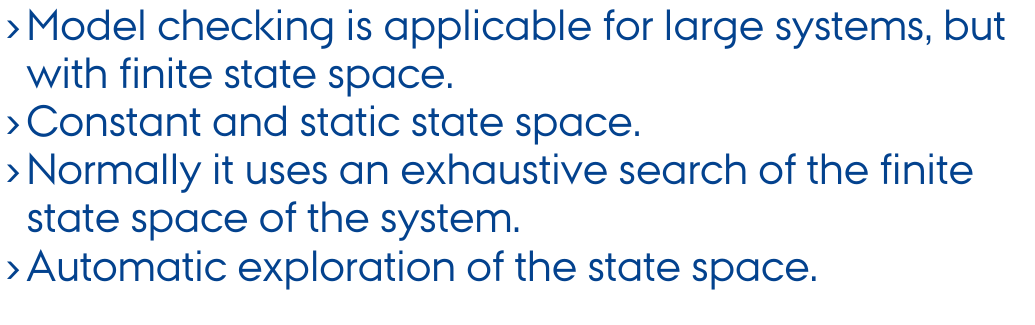 › Model checking is applicable for large systems, but
with finite state space.
› Constant and static state space.
› Normally it uses an exhaustive search of the finite
state space of the system.
› Automatic exploration of the state space.